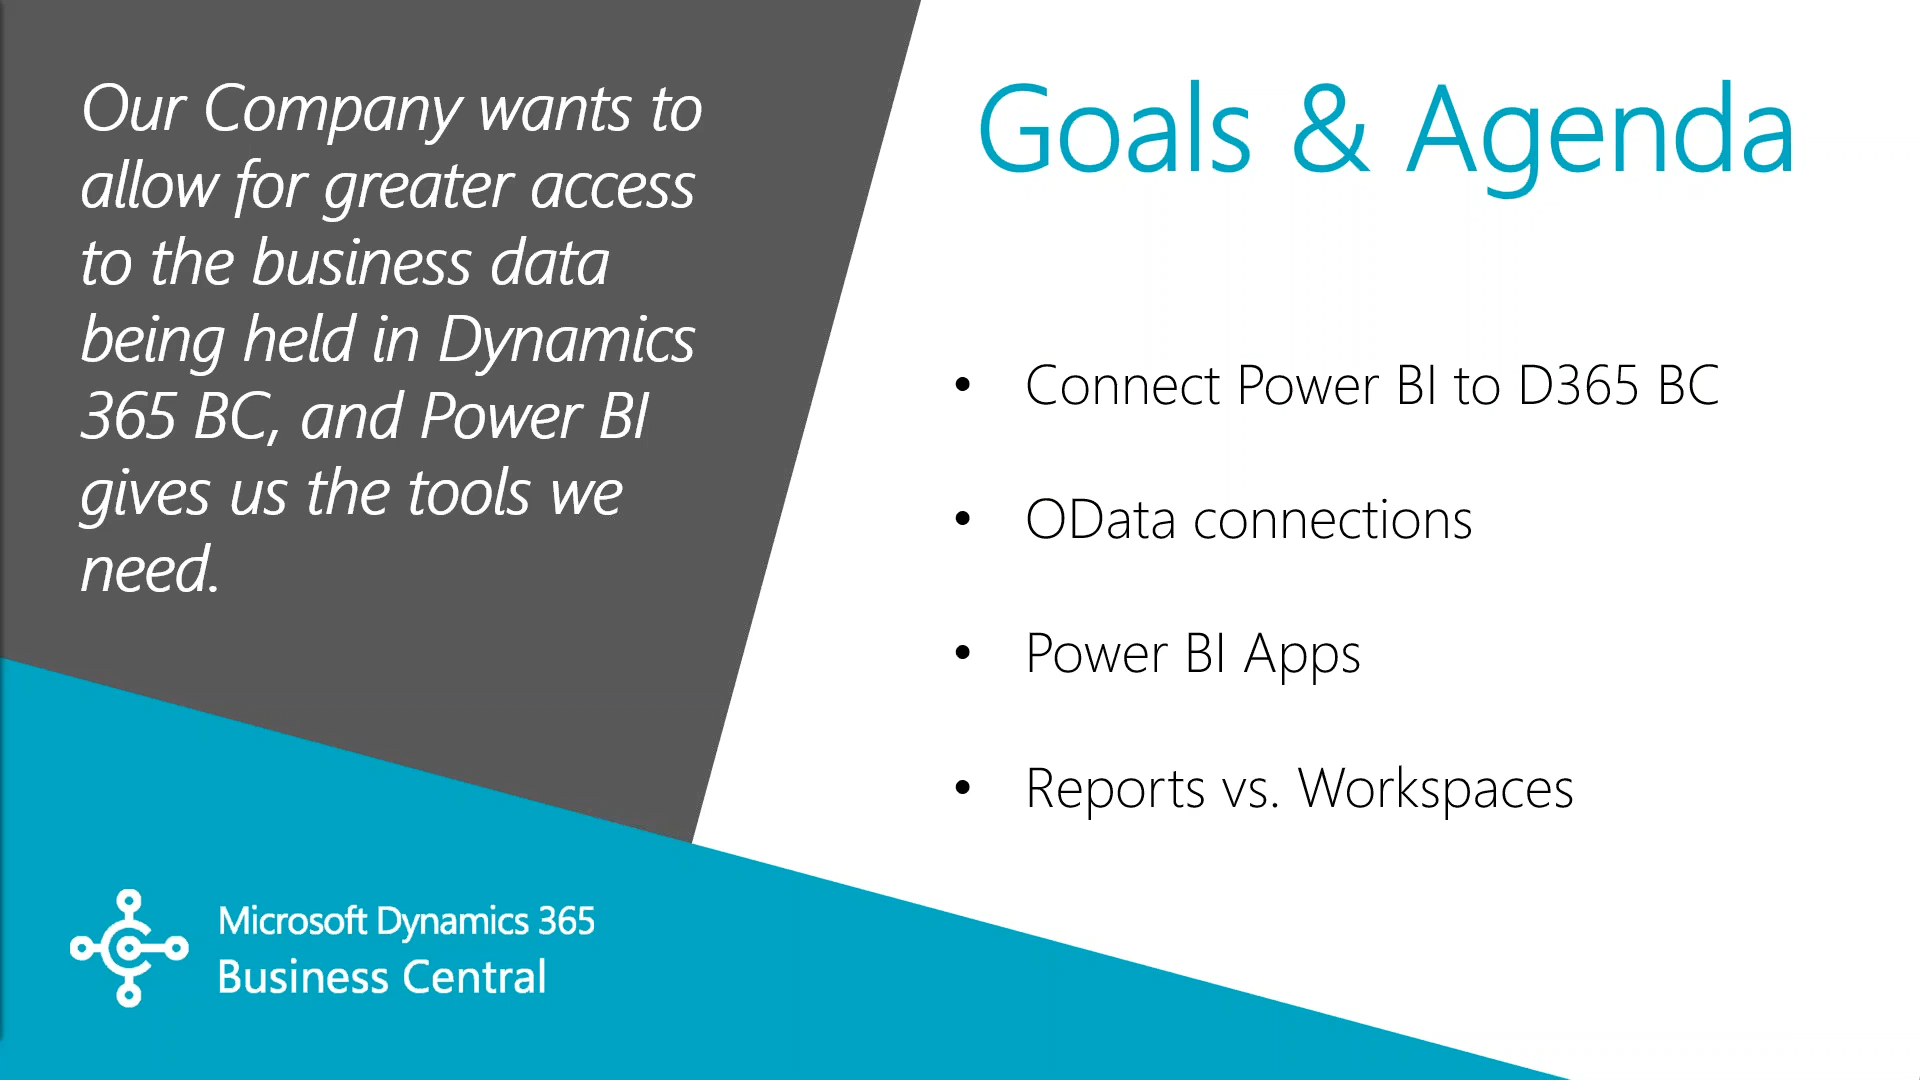 Our Company wants to
allow for greater access
to the business data
being held in Dynamics
365 BC, and Power BI
gives us the tools we
need.
Goals & Agenda
• Connect Power BI to D365 BC
• OData connections
• Power BI Apps
• Reports vs. Workspaces
Microsoft Dynamics 365
Business Central